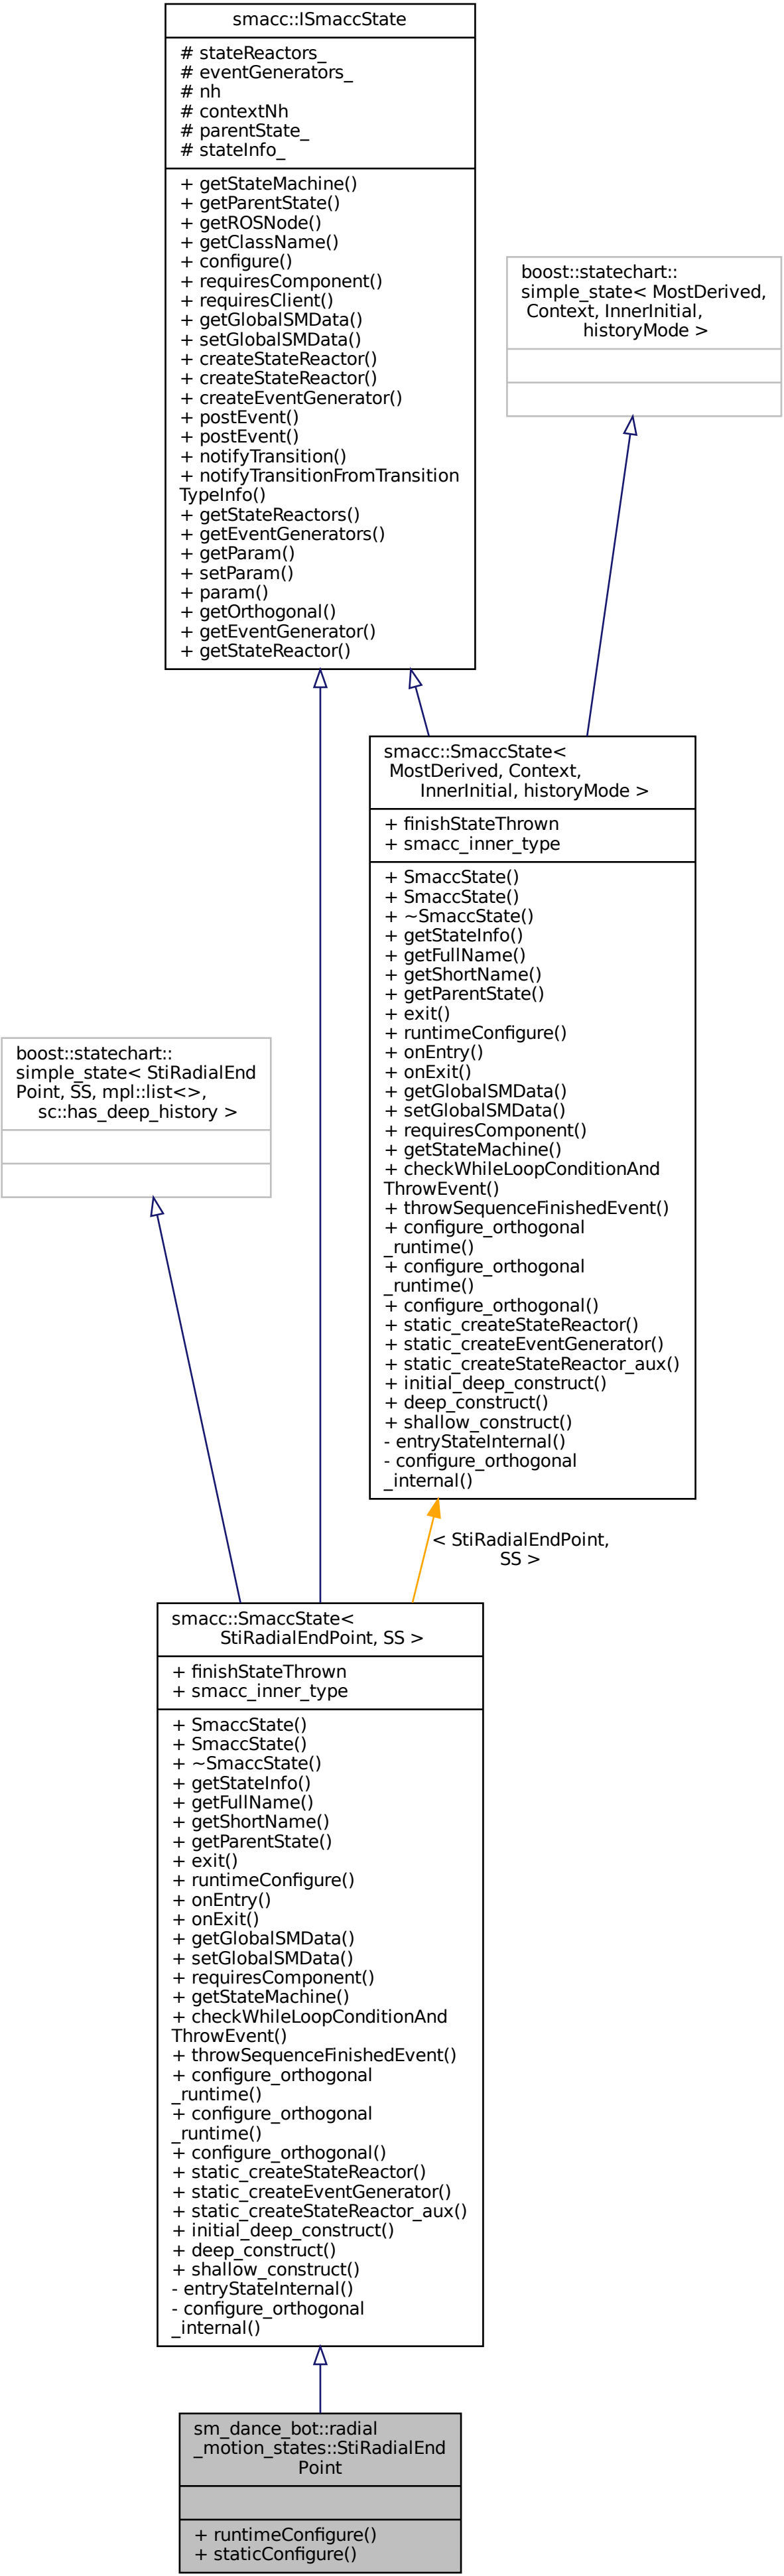 smacc::ISmaccState
# stateReactors_
# eventGenerators_
# nh
# contextNh
# parentState_
# stateInfo_
+ getStateMachine()
+ getParentState()
+ getROSNode()
+ getClassName()
+ configure()
+ requiresComponent()
+ requiresClient()
+ getGlobalSMData()
+ setGlobalSMData()
+ createStateReactor()
+ createStateReactor()
+ createEventGenerator()
+ postEvent()
+ postEvent()
+ notifyTransition()
+ notifyTransitionFromTransition
TypeInfo()
+ getStateReactors()
+ getEventGenerators()
+ getParam()
+ setParam()
+ param()
+ getOrthogonal()
+ getEventGenerator()
+ getStateReactor()
boost::statechart::
simple_state< MostDerived,
Context, InnerInitial,
historyMode >
smacc::SmaccState<
MostDerived, Context,
InnerInitial, historyMode >
+ finishStateThrown
+ smacc_inner_type
+ SmaccState()
+ SmaccState()
+ ~SmaccState()
+ getStateInfo()
+ getFullName()
+ getShortName()
+ getParentState()
+ exit()
+ runtimeConfigure()
+ onEntry()
+ onExit()
+ getGlobalSMData()
+ setGlobalSMData()
+ requiresComponent()
+ getStateMachine()
+ checkWhileLoopConditionAnd
ThrowEvent()
+ throwSequenceFinishedEvent()
+ configure_orthogonal
_runtime()
+ configure_orthogonal
_runtime()
+ configure_orthogonal()
+ static_createStateReactor()
+ static_createEventGenerator()
+ static_createStateReactor_aux()
+ initial_deep_construct()
+ deep_construct()
+ shallow_construct()
- entryStateInternal()
- configure_orthogonal
_internal()
boost::statechart::
simple_state< StiRadialEnd
Point, SS, mpl::list<>,
sc::has_deep_history >
< StiRadialEndPoint,
SS >
smacc::SmaccState<
StiRadialEndPoint, SS >
+ finishStateThrown
+ smacc_inner_type
+ SmaccState()
+ SmaccState()
+ ~SmaccState()
+ getStateInfo()
+ getFullName()
+ getShortName()
+ getParentState()
+ exit()
+ runtimeConfigure()
+ onEntry()
+ onExit()
+ getGlobalSMData()
+ setGlobalSMData()
+ requiresComponent()
+ getStateMachine()
+ checkWhileLoopConditionAnd
ThrowEvent()
+ throwSequenceFinishedEvent()
+ configure_orthogonal
_runtime()
+ configure_orthogonal
_runtime()
+ configure_orthogonal()
+ static_createStateReactor()
+ static_createEventGenerator()
+ static_createStateReactor_aux()
+ initial_deep_construct()
+ deep_construct()
+ shallow_construct()
- entryStateInternal()
- configure_orthogonal
_internal()
sm_dance_bot::radial
_motion_states::StiRadialEnd
Point
+ runtimeConfigure()
+ staticConfigure()